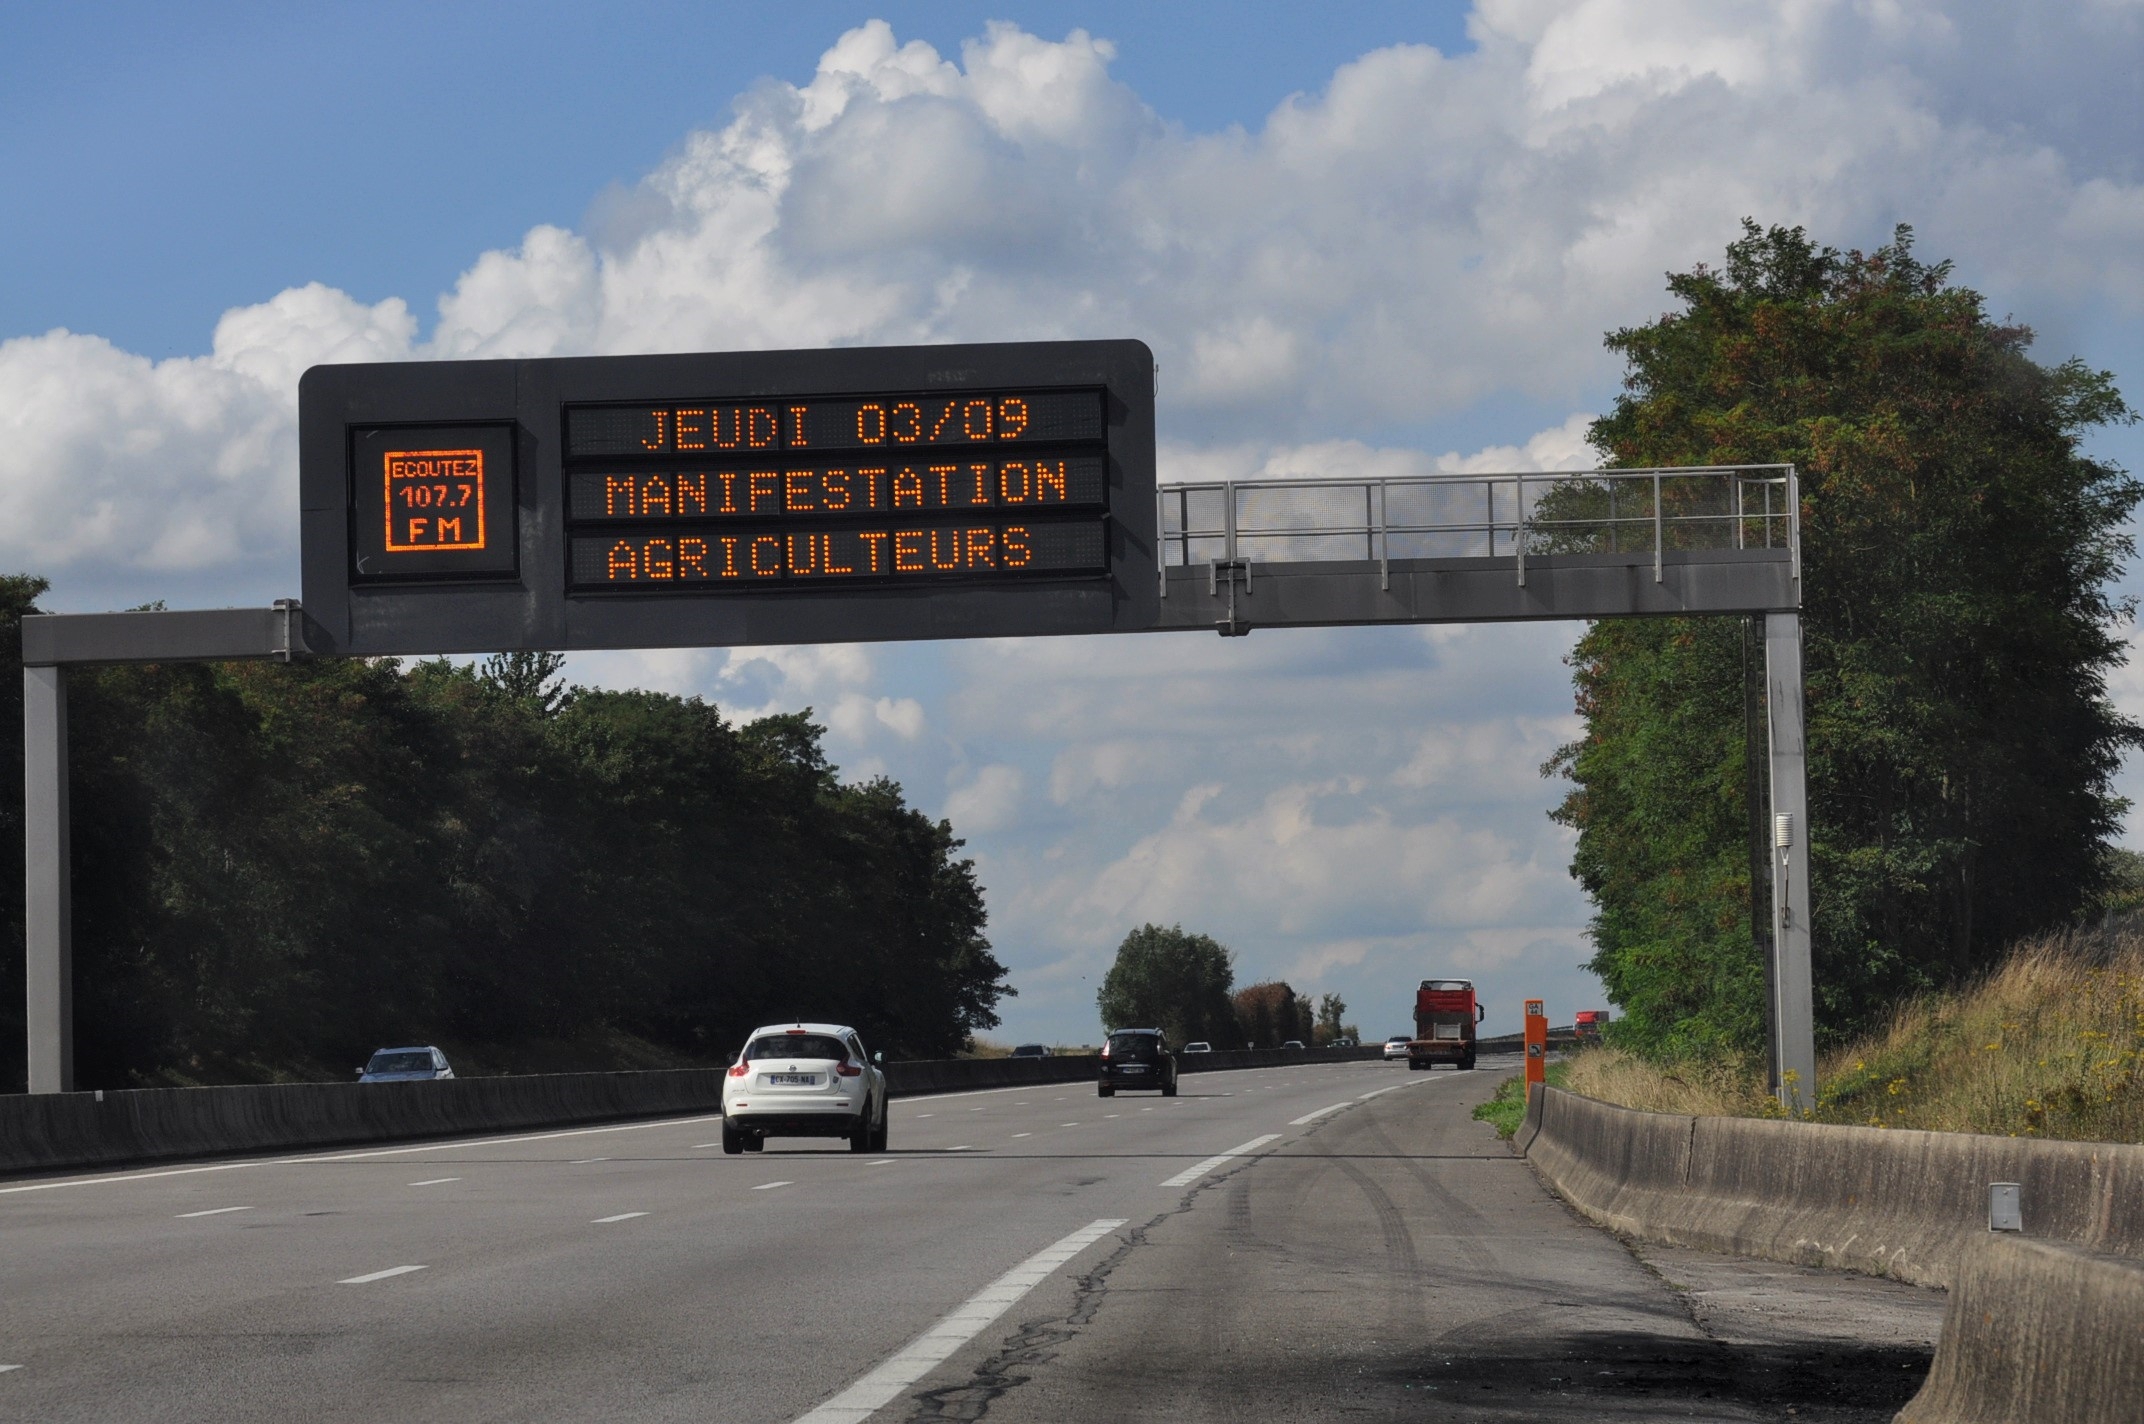 ECOUTEZ
107.7
FM
JEUDI 03/09
MANIFESTATION
AGRICULTEURS